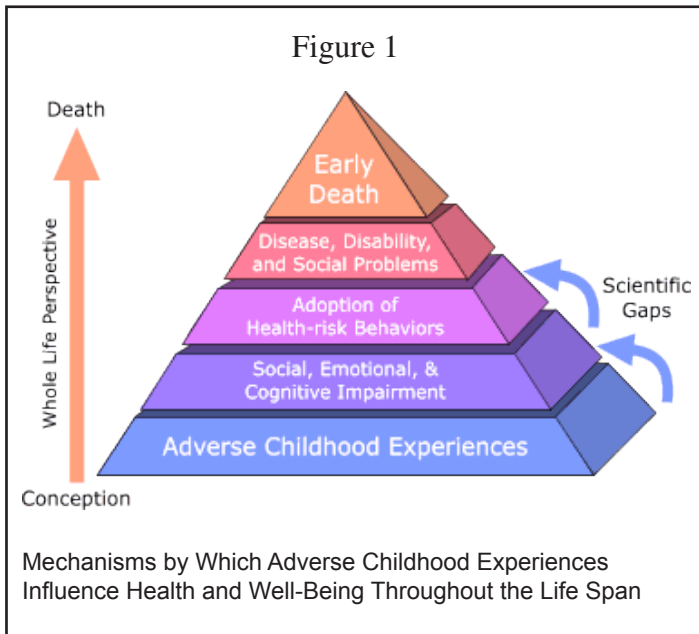 Figure 1
Death
Whole Life Perspective
Conception
Early
Death
Disease, Disability,
and Social Problems
Adoption of
Health-risk Behaviors
Social, Emotional, &
Cognitive Impairment
Adverse Childhood Experiences
Scientific
Gaps
Mechanisms by Which Adverse Childhood Experiences
Influence Health and Well-Being Throughout the Life Span